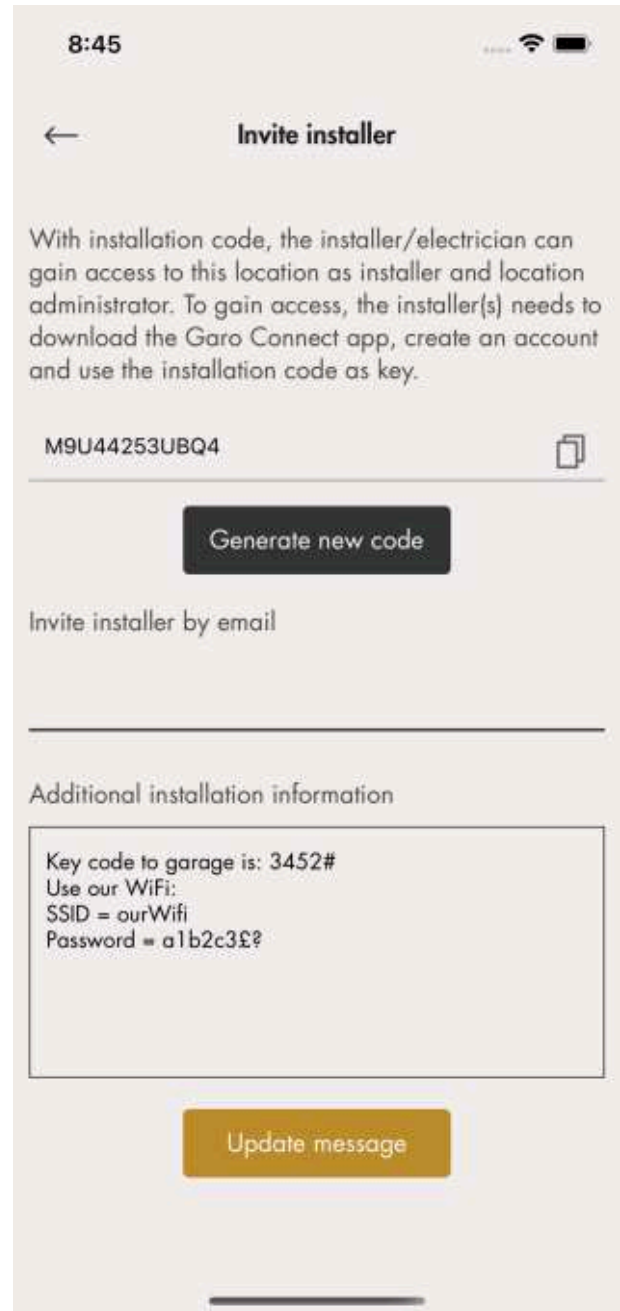 8:45
Invite installer
With installation code, the installer/electrician can
gain access to this location as installer and location
administrator. To gain access, the installer(s) needs to
download the Garo Connect app, create an account
and use the installation code as key.
M9U44253UBQ4
Generate new code
Invite installer by email
Additional installation information
Key code to garage is: 3452#
Use our WiFi:
SSID = ourWifi
Password = a1b2c3£?
Update message